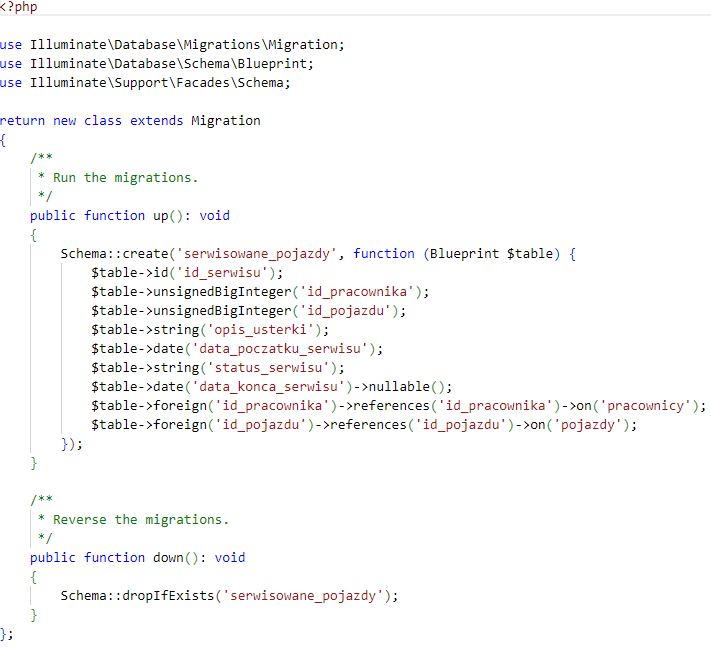 <?php
use Illuminate\Database\Migrations\Migration;
use Illuminate\Database\Schema\Blueprint;
use Illuminate\Support\Facades\Schema;
return new class extends Migration
{
    /**
     * Run the migrations.
     */
    public function up(): void
    {
        Schema::create('serwisowane_pojazdy', function (Blueprint $table) {
            $table->id('id_serwisu');
            $table->unsignedBigInteger('id_pracownika');
            $table->unsignedBigInteger('id_pojazdu');
            $table->string('opis_usterki');
            $table->date('data_poczatku_serwisu');
            $table->string('status_serwisu');
            $table->date('data_konca_serwisu')->nullable();
            $table->foreign('id_pracownika')->references('id_pracownika')->on('pracownicy');
            $table->foreign('id_pojazdu')->references('id_pojazdu')->on('pojazdy');
        });
    }
    /**
     * Reverse the migrations.
     */
    public function down(): void
    {
        Schema::dropIfExists('serwisowane_pojazdy');
    }
};